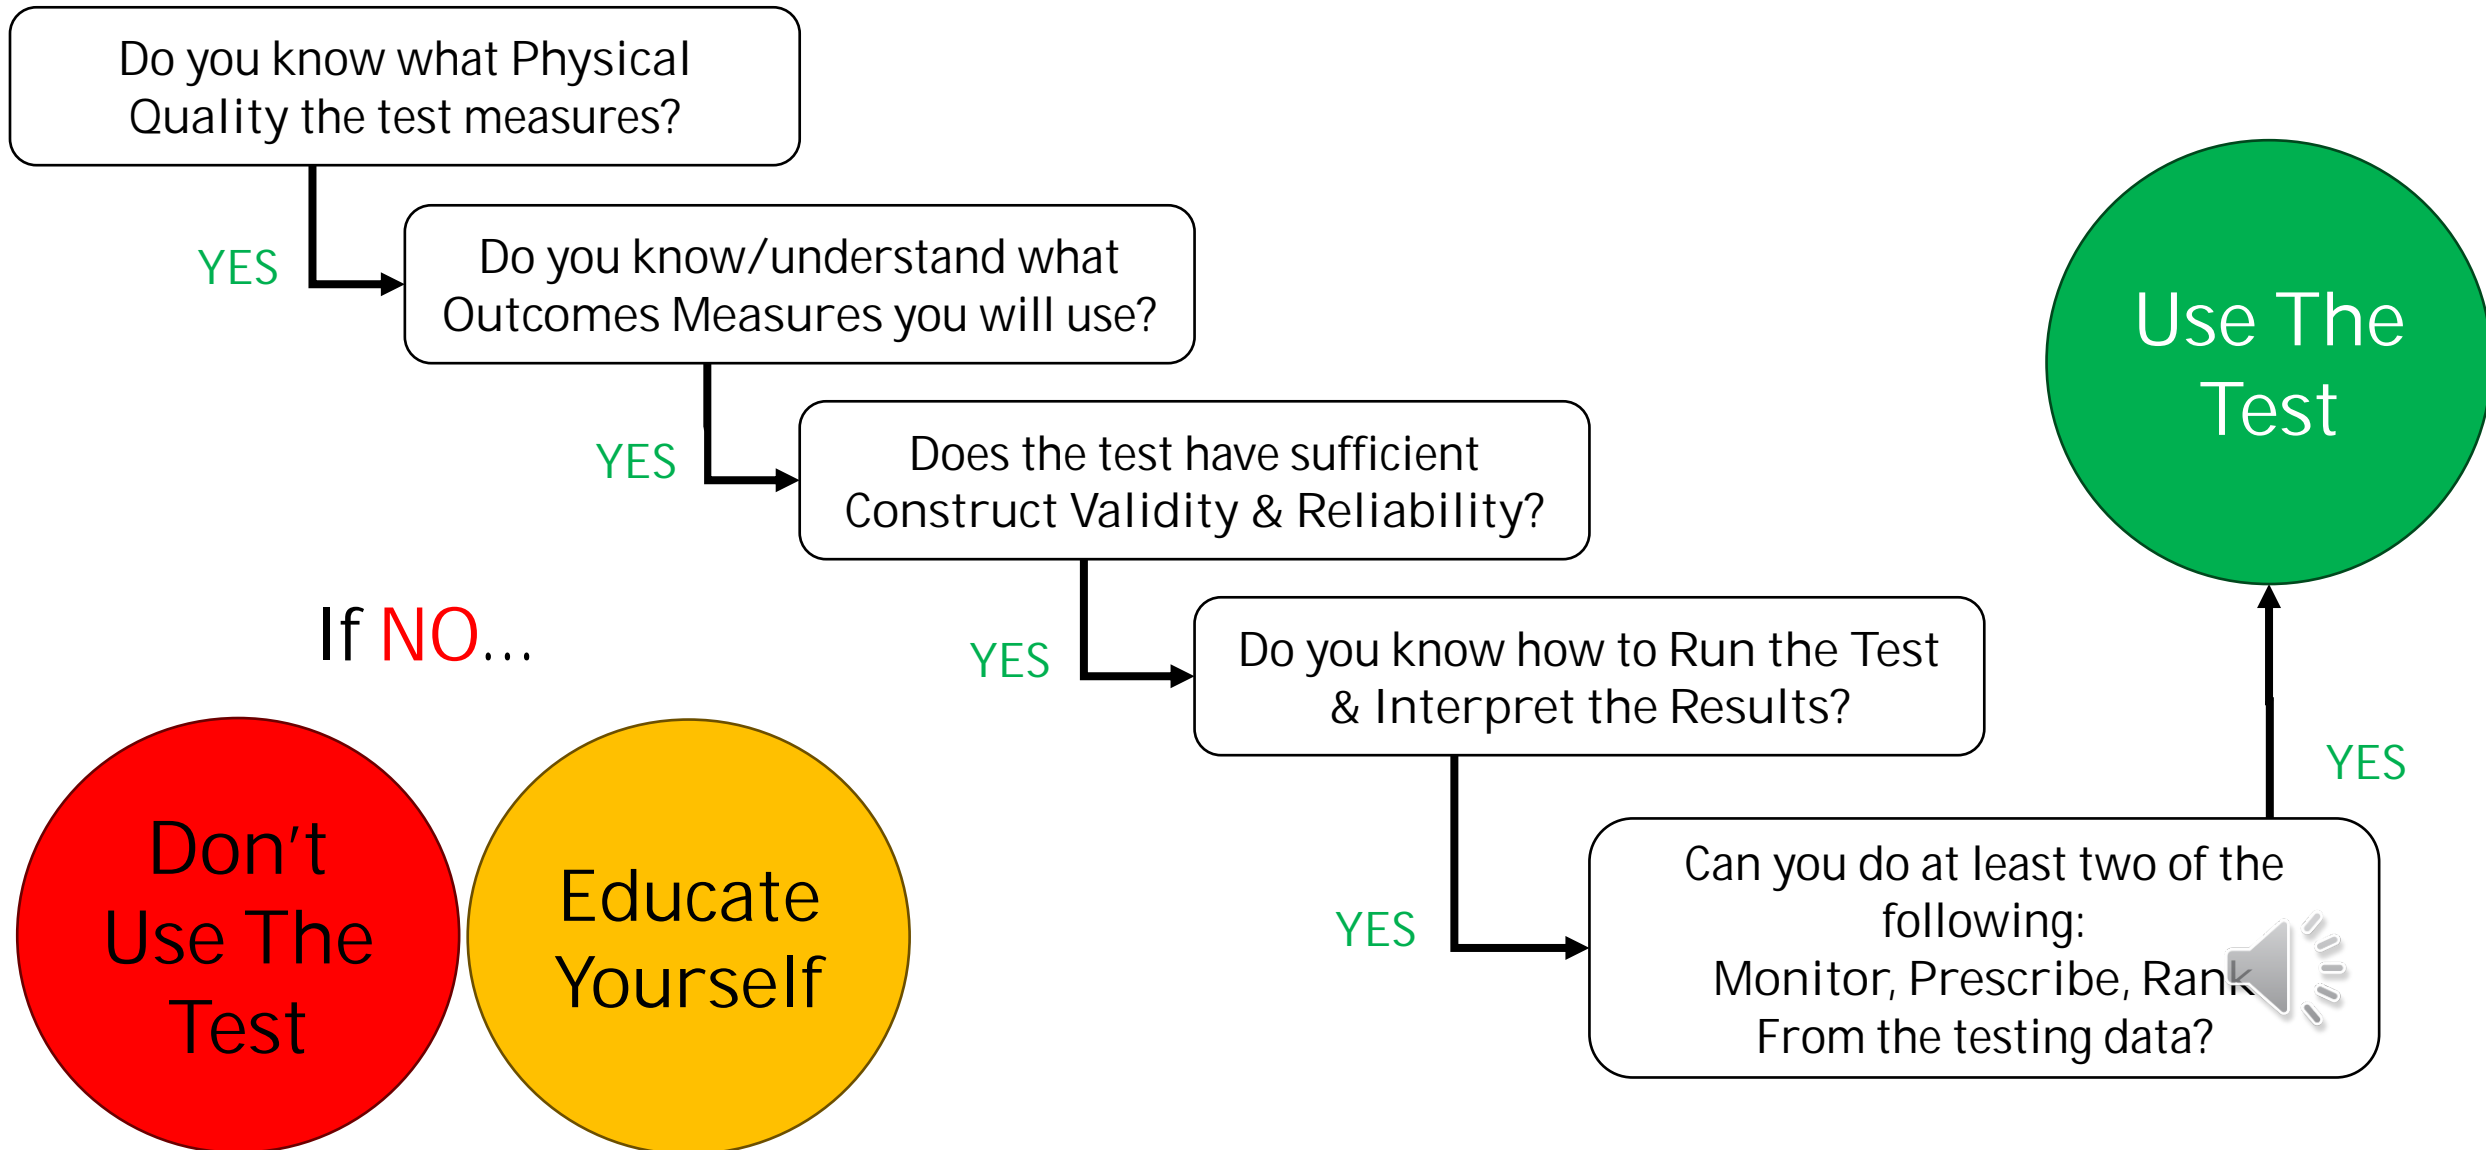 Do you know what Physical
Quality the test measures?
YES
Do you know/understand what
Outcomes Measures you will use?
YES
Does the test have sufficient
Construct Validity & Reliability?
YES
Do you know how to Run the Test
& Interpret the Results?
YES
Can you do at least two of the
following:
Monitor, Prescribe, Rank
From the testing data?
YES
Use The
Test
If NO...
Don't
Use The
Test
Educate
Yourself